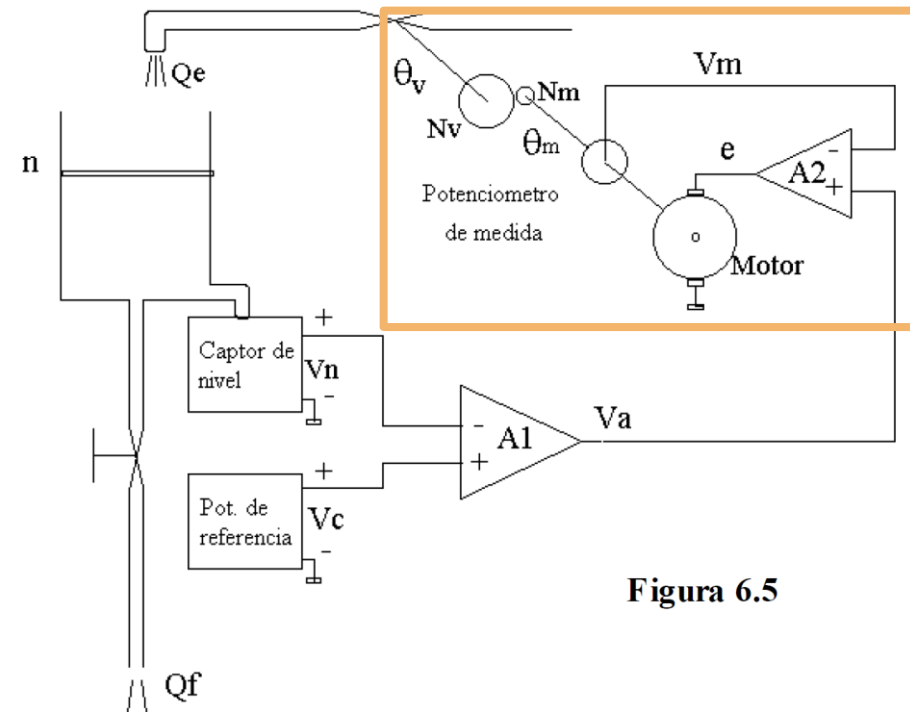 Qe
θv
Nv
Nm
θm
Vm
e
A2
-
+
n
Potenciometro
de medida
Motor
Captor de
nivel
+
Vn
-
A1
-
+
Va
Pot. de
referencia
+
Vc
-
Figura 6.5
Qf